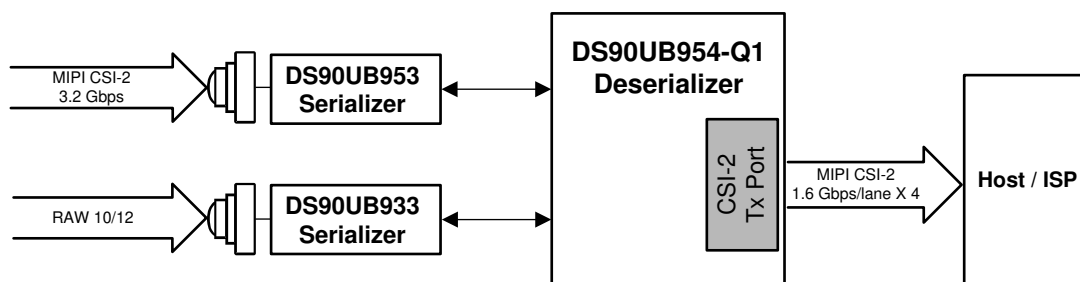 MIPI CSI-2
3.2 Gbps
DS90UB953
Serializer
RAW 10/12
DS90UB933
Serializer
DS90UB954-Q1
Deserializer
CSI-2
Tx Port
MIPI CSI-2
1.6 Gbps/lane X 4
Host / ISP